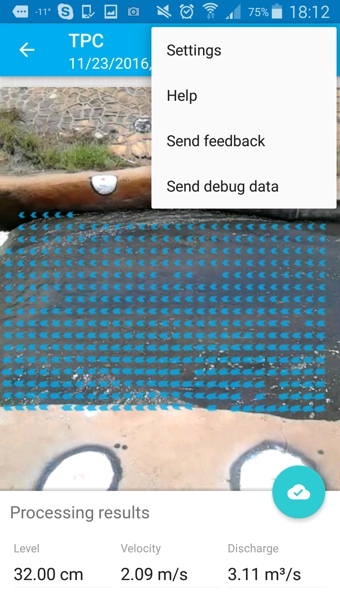 -11° 75% 18:12
TPC
11/23/2016,
Settings
Help
Send feedback
Send debug data
Processing results
Level Velocity Discharge
32.00 cm 2.09 m/s 3.11 m³/s